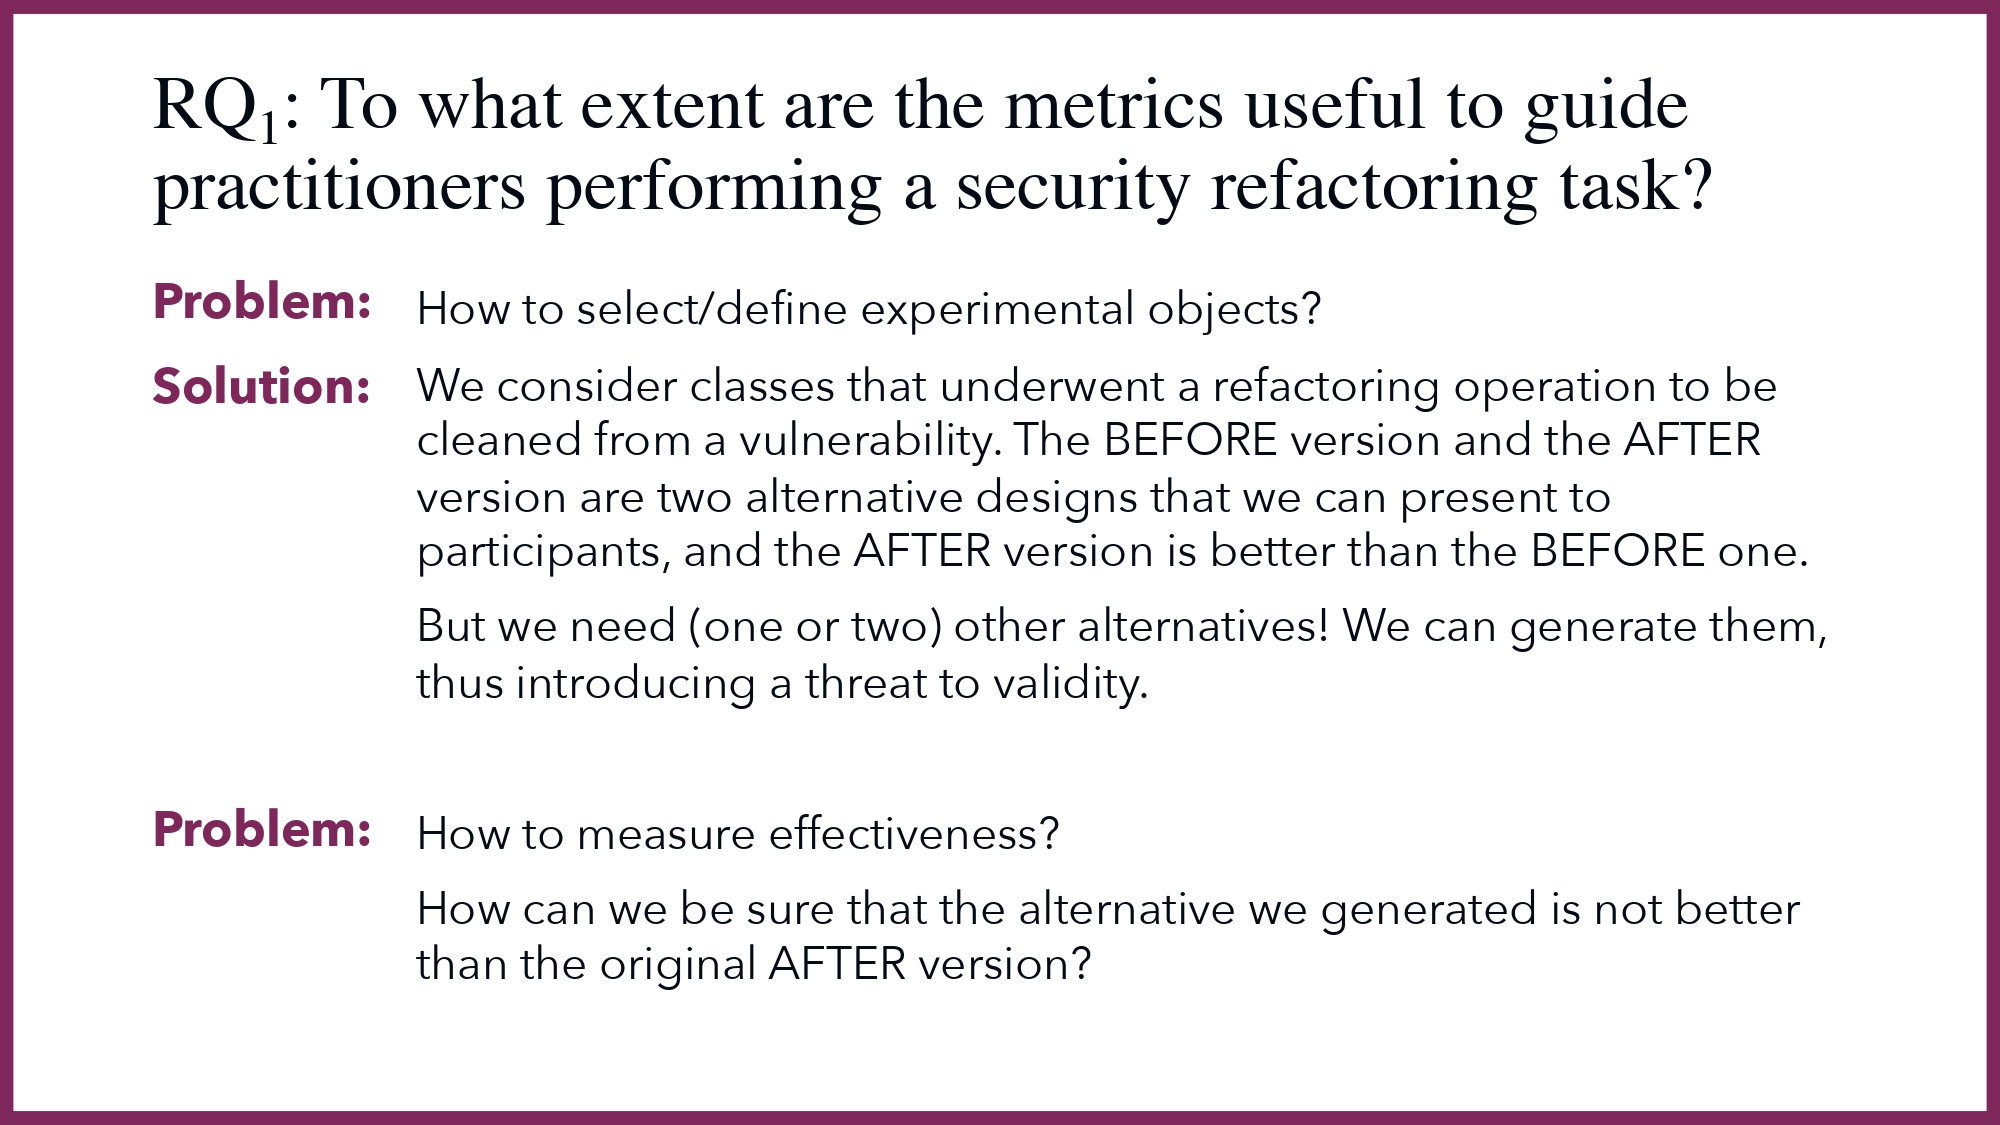 RQ1: To what extent are the metrics useful to guide
practitioners performing a security refactoring task?
Problem: How to select/define experimental objects?
Solution: We consider classes that underwent a refactoring operation to be
cleaned from a vulnerability. The BEFORE version and the AFTER
version are two alternative designs that we can present to
participants, and the AFTER version is better than the BEFORE one.
But we need (one or two) other alternatives! We can generate them,
thus introducing a threat to validity.
Problem: How to measure effectiveness?
How can we be sure that the alternative we generated is not better
than the original AFTER version?